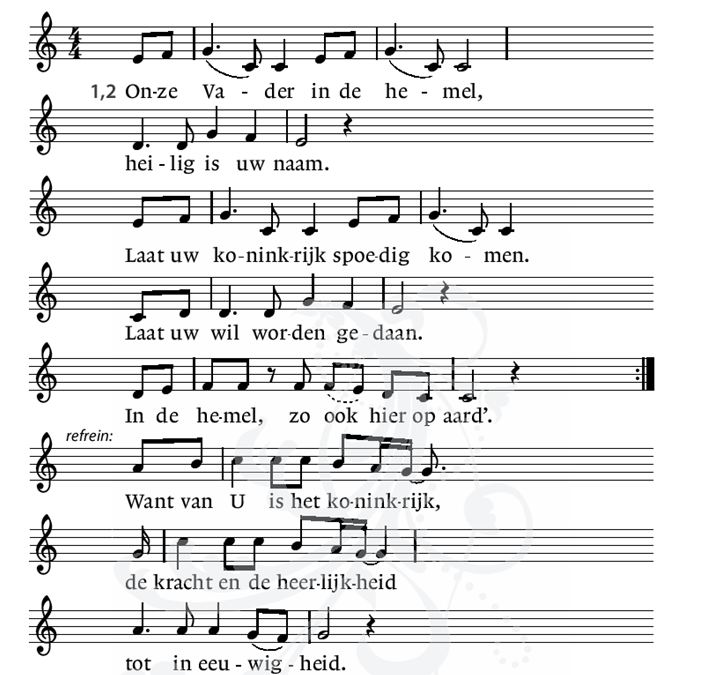 1,2 On-ze Va - der in de he - mel,
hei - lig is uw naam.
Laat uw ko-nink-rijk spoe-dig ko - men.
Laat uw wil wor-den ge-daan.
In de he-mel, zo ook hier op aard'.
refrein:
Want van U is het ko-nink-rijk,
de kracht en de heer-lijk-heid
tot in eeu - wig - heid.